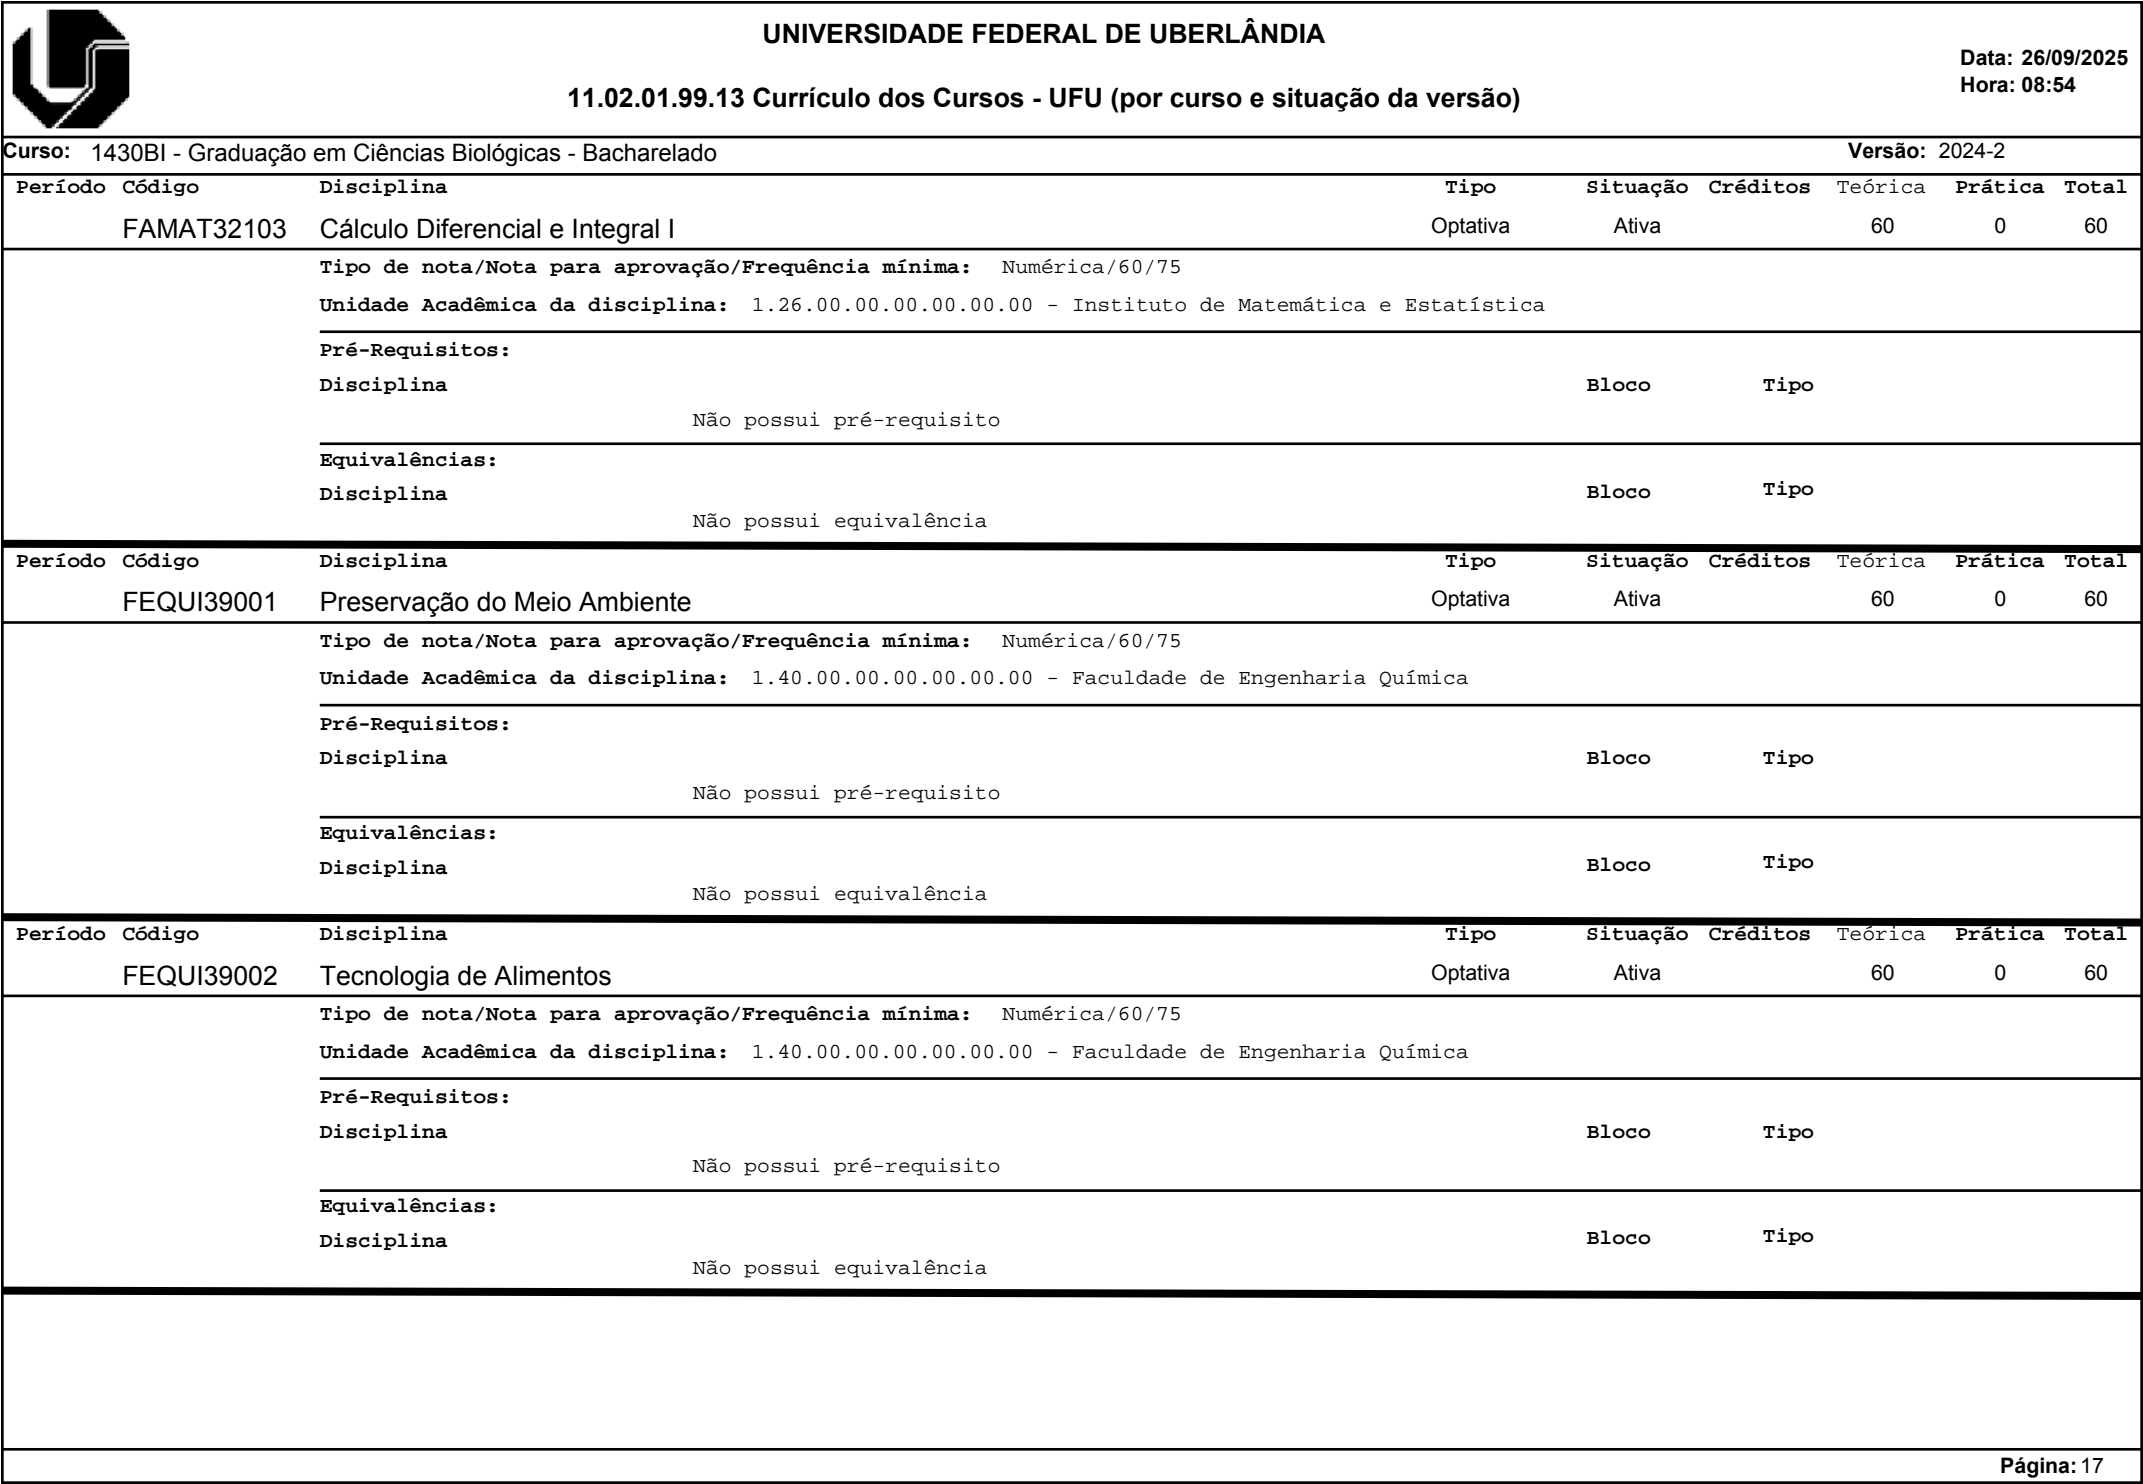 UNIVERSIDADE FEDERAL DE UBERLÂNDIA
Data: 26/09/2025
Hora: 08:54
11.02.01.99.13 Currículo dos Cursos - UFU (por curso e situação da versão)
Curso: 1430BI - Graduação em Ciências Biológicas - Bacharelado Versão: 2024-2
Período Código Disciplina Tipo Situação Créditos Teórica Prática Total
FAMAT32103 Cálculo Diferencial e Integral I Optativa Ativa 60 0 60
Tipo de nota/Nota para aprovação/Frequência mínima: Numérica/60/75
Unidade Acadêmica da disciplina: 1.26.00.00.00.00.00.00 - Instituto de Matemática e Estatística
Pré-Requisitos:
Disciplina Bloco Tipo
Não possui pré-requisito
Equivalências:
Disciplina Bloco Tipo
Não possui equivalência
Período Código Disciplina Tipo Situação Créditos Teórica Prática Total
FEQUI39001 Preservação do Meio Ambiente Optativa Ativa 60 0 60
Tipo de nota/Nota para aprovação/Frequência mínima: Numérica/60/75
Unidade Acadêmica da disciplina: 1.40.00.00.00.00.00.00 - Faculdade de Engenharia Química
Pré-Requisitos:
Disciplina Bloco Tipo
Não possui pré-requisito
Equivalências:
Disciplina Bloco Tipo
Não possui equivalência
Período Código Disciplina Tipo Situação Créditos Teórica Prática Total
FEQUI39002 Tecnologia de Alimentos Optativa Ativa 60 0 60
Tipo de nota/Nota para aprovação/Frequência mínima: Numérica/60/75
Unidade Acadêmica da disciplina: 1.40.00.00.00.00.00.00 - Faculdade de Engenharia Química
Pré-Requisitos:
Disciplina Bloco Tipo
Não possui pré-requisito
Equivalências:
Disciplina Bloco Tipo
Não possui equivalência
Página: 17